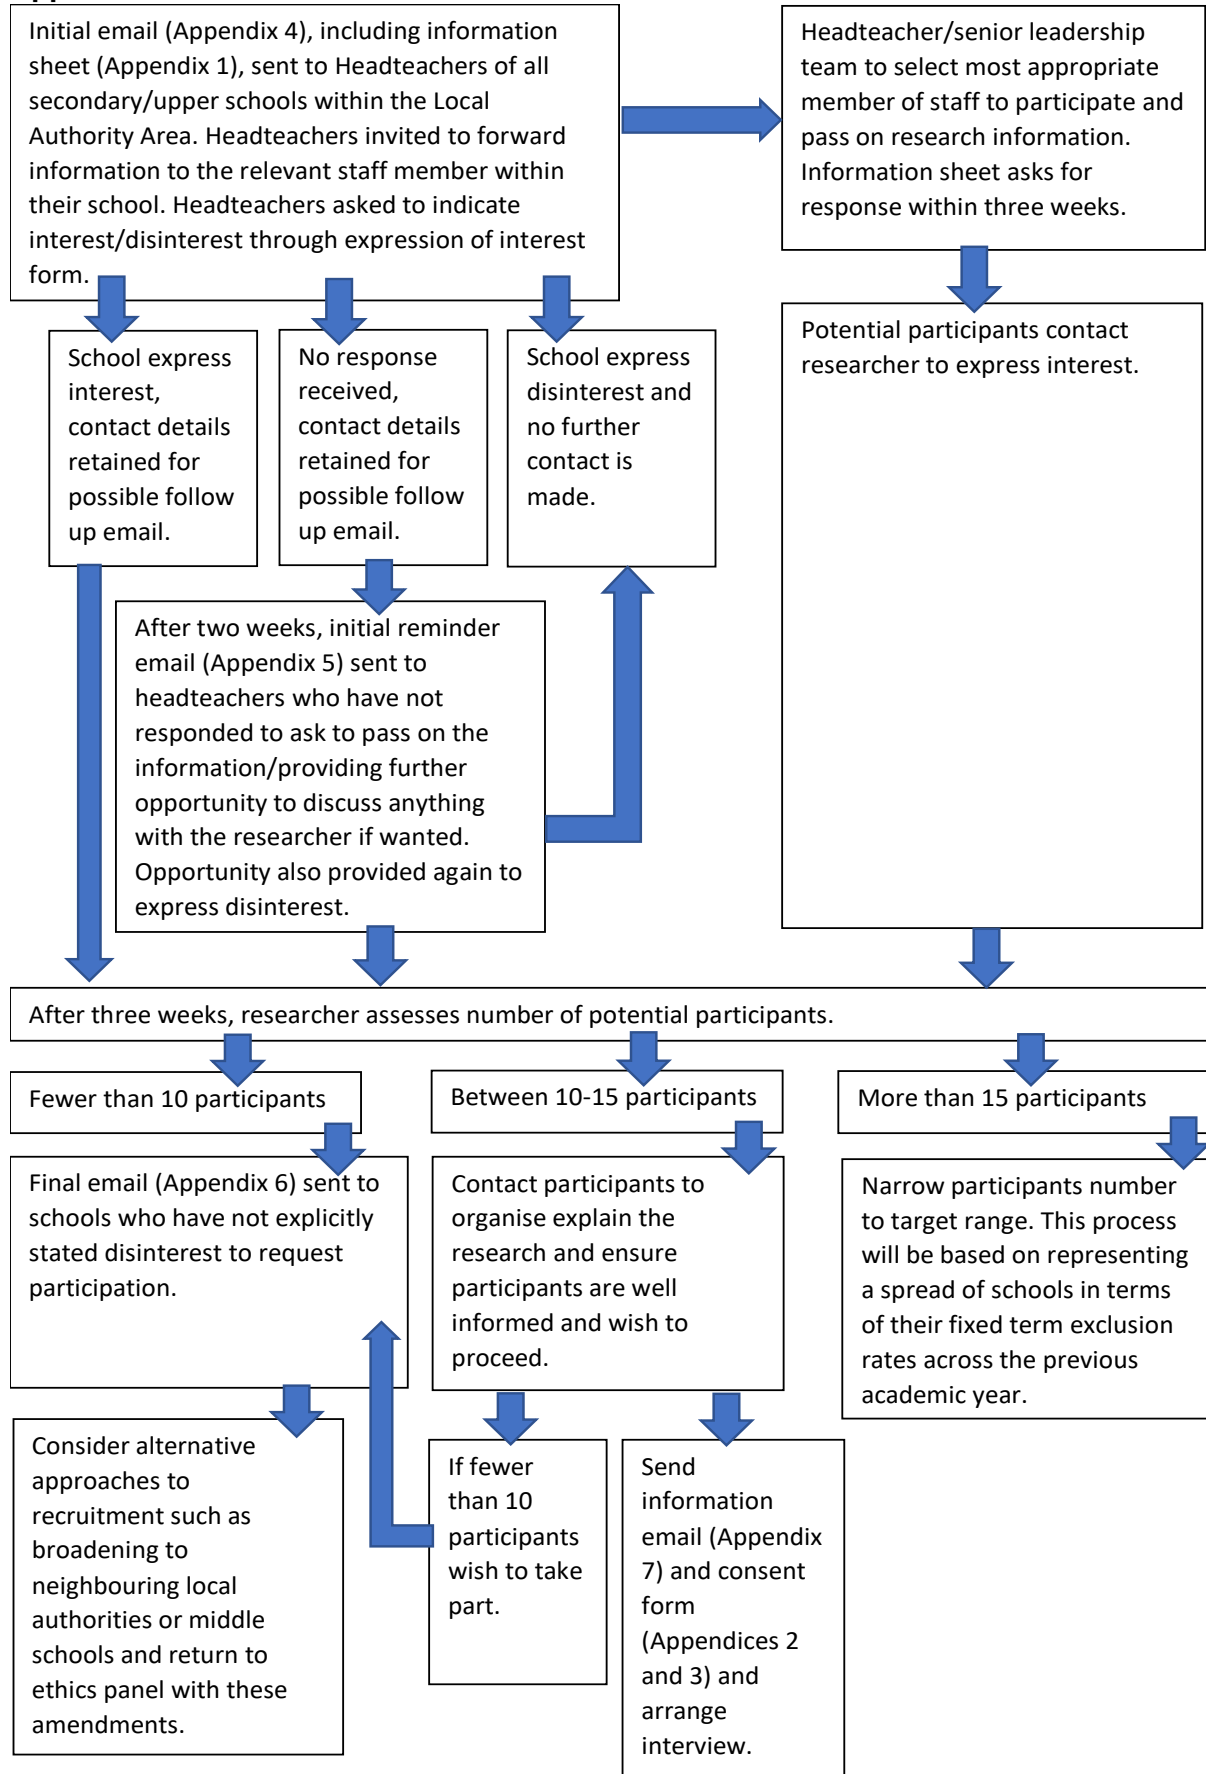 Initial email (Appendix 4), including information
sheet (Appendix 1), sent to Headteachers of all
secondary/upper schools within the Local
Authority Area. Headteachers invited to forward
information to the relevant staff member within
their school. Headteachers asked to indicate
interest/disinterest through expression of interest
form.
Headteacher/senior leadership
team to select most appropriate
member of staff to participate and
pass on research information.
Information sheet asks for
response within three weeks.
School express
interest,
contact details
retained for
possible follow
up email.
No response
received,
contact details
retained for
possible follow
up email.
School express
disinterest and
no further
contact is
made.
Potential participants contact
researcher to express interest.
After two weeks, initial reminder
email (Appendix 5) sent to
headteachers who have not
responded to ask to pass on the
information/providing further
opportunity to discuss anything
with the researcher if wanted.
Opportunity also provided again to
express disinterest.
After three weeks, researcher assesses number of potential participants.
Fewer than 10 participants
Between 10-15 participants
More than 15 participants
Final email (Appendix 6) sent to
schools who have not explicitly
stated disinterest to request
participation.
Contact participants to
organise explain the
research and ensure
participants are well
informed and wish to
proceed.
Narrow participants number
to target range. This process
will be based on representing
a spread of schools in terms
of their fixed term exclusion
rates across the previous
academic year.
Consider alternative
approaches to
recruitment such as
broadening to
neighbouring local
authorities or middle
schools and return to
ethics panel with these
amendments.
If fewer
than 10
participants
wish to take
part.
Send
information
email (Appendix
7) and consent
form
(Appendices 2
and 3) and
arrange
interview.